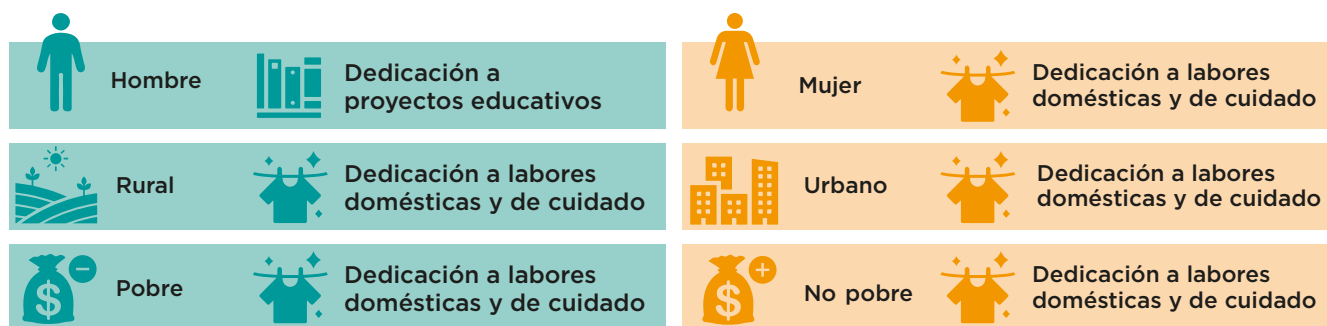 Hombre
Dedicación a
proyectos educativos
Mujer
Dedicación a labores
domésticas y de cuidado
Rural
Dedicación a labores
domésticas y de cuidado
Urbano
Dedicación a labores
domésticas y de cuidado
$
Pobre
Dedicación a labores
domésticas y de cuidado
$
No pobre
Dedicación a labores
domésticas y de cuidado